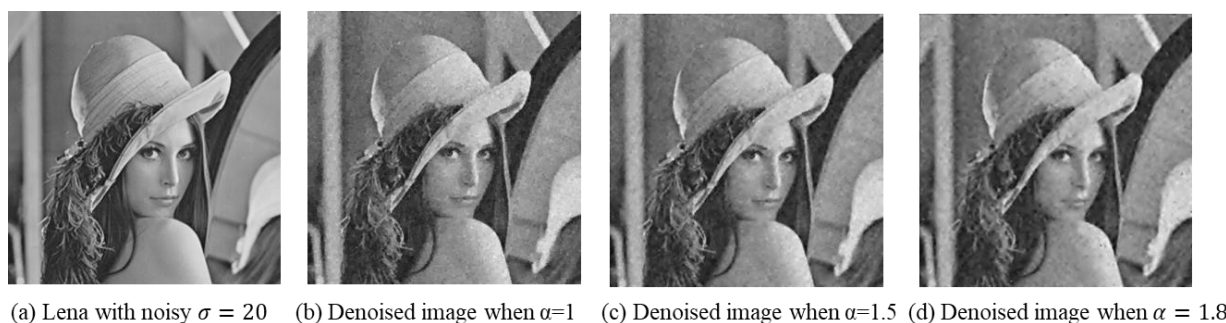 (a) Lena with noisy σ = 20
(b) Denoised image when α=1
(c) Denoised image when α=1.5
(d) Denoised image when α = 1.8